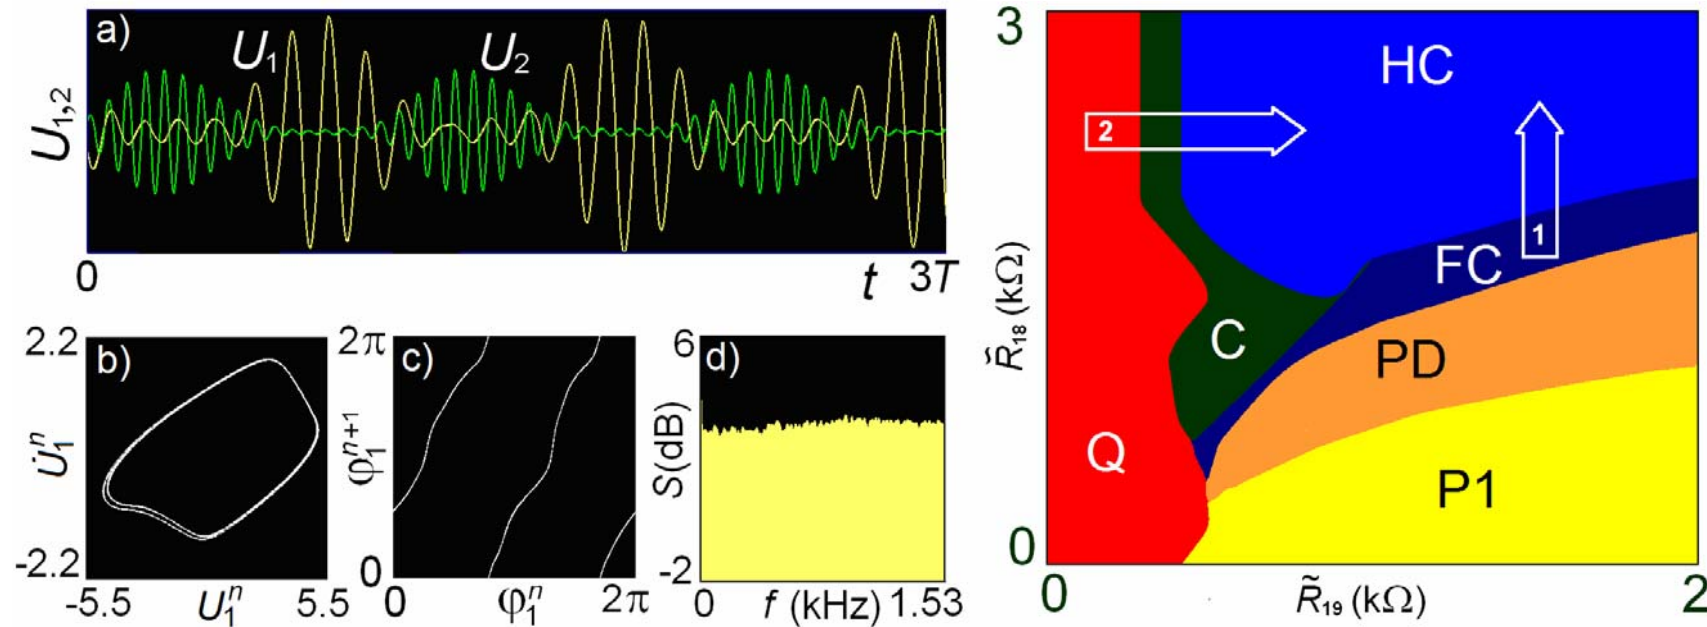 a)
U₁
U₂
U₁,₂
0
t
3T
2.2
b)
U̇₁ⁿ
-2.2
-5.5
U₁ⁿ
5.5
2π
c)
φ₁ⁿ⁺¹
0
0
φ₁ⁿ
2π
6
d)
S(dB)
-2
0
f (kHz)
1.53
3
HC
2
1
FC
R̃₁₈ (kΩ)
C
PD
Q
P1
0
0
R̃₁₉ (kΩ)
2